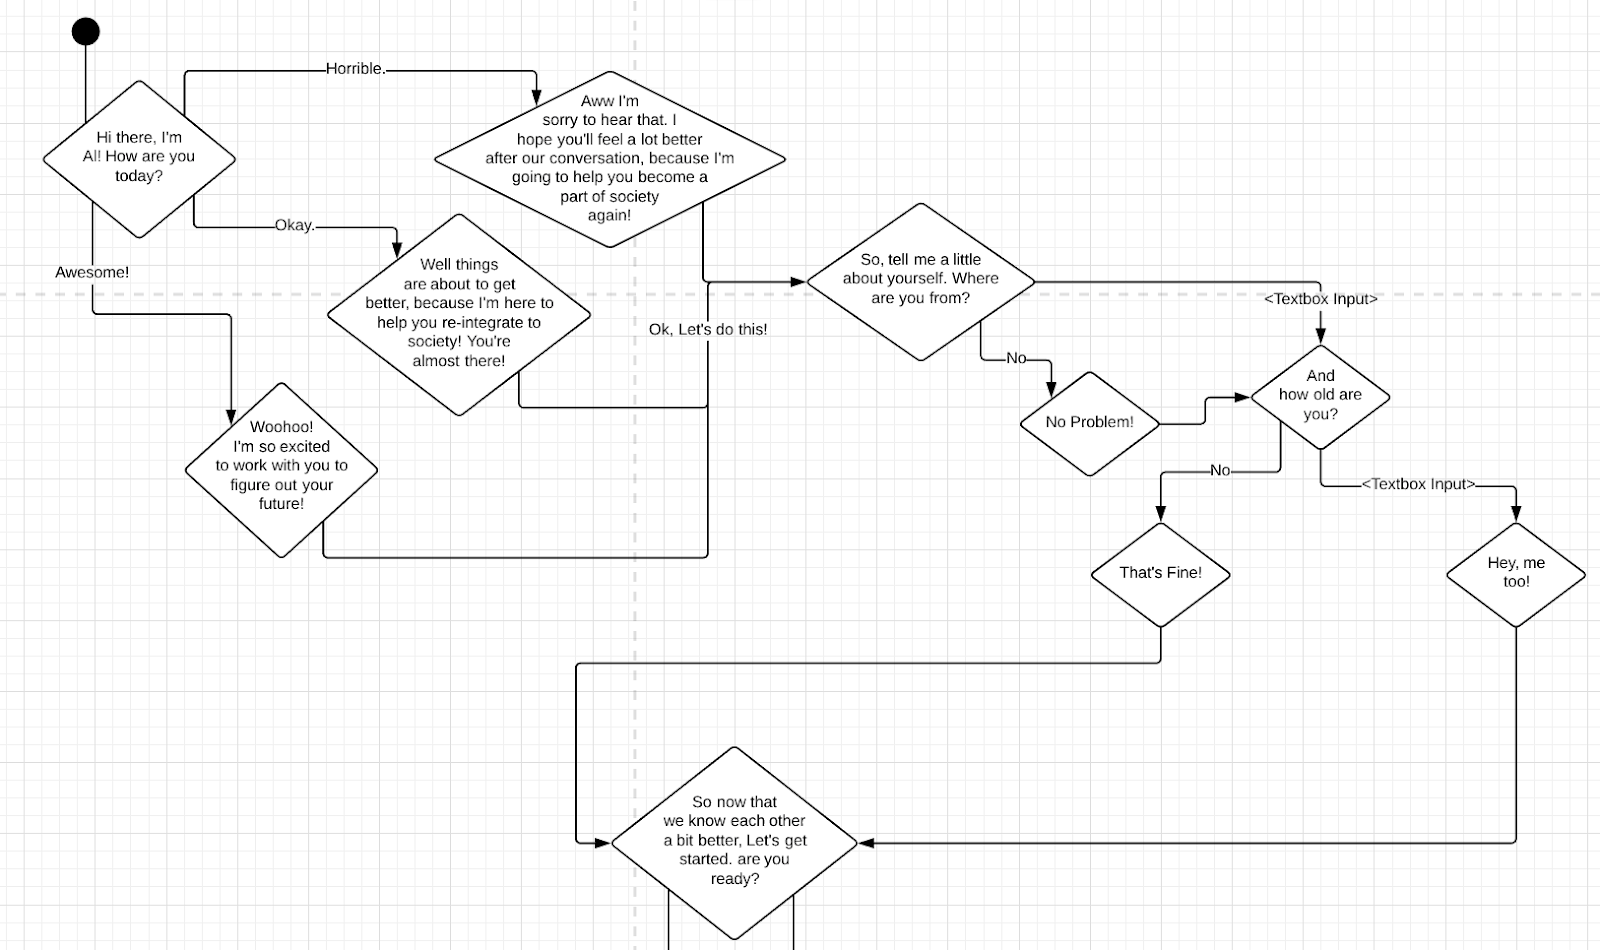 Horrible.
Hi there, I'm
AI! How are you
today?
Aww I'm
sorry to hear that. I
hope you'll feel a lot better
after our conversation, because I'm
going to help you become a
part of society
again!
Okay.
Awesome!
Well things
are about to get
better, because I'm here to
help you re-integrate to
society! You're
almost there!
Ok, Let's do this!
So, tell me a little
about yourself. Where
are you from?
<Textbox Input>
No
No Problem!
And
how old are
you?
Woohoo!
I'm so excited
to work with you to
figure out your
future!
No
<Textbox Input>
That's Fine!
Hey, me
too!
So now that
we know each other
a bit better, Let's get
started. are you
ready?